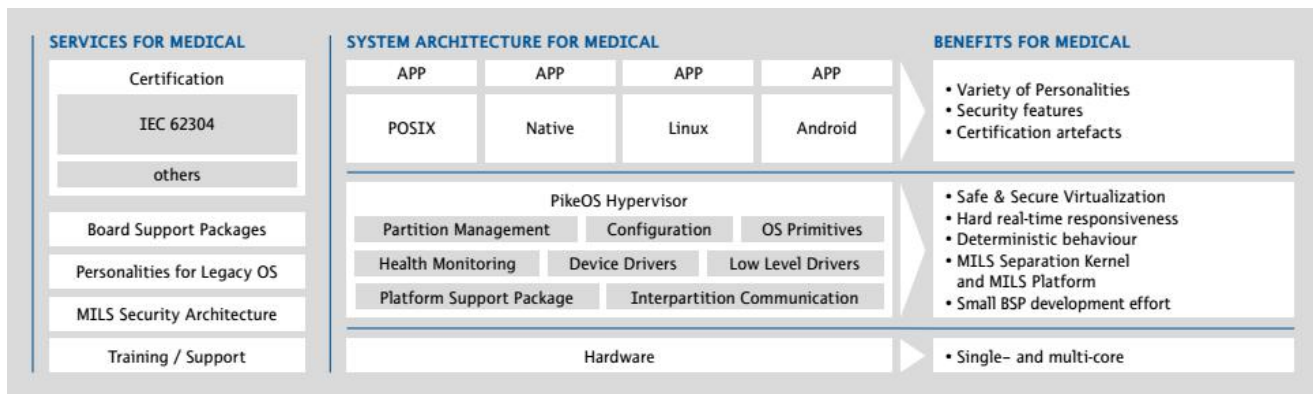 SERVICES FOR MEDICAL
Certification
IEC 62304
others
Board Support Packages
Personalities for Legacy OS
MILS Security Architecture
Training / Support
SYSTEM ARCHITECTURE FOR MEDICAL
APP APP APP APP
POSIX Native Linux Android
PikeOS Hypervisor
Partition Management Configuration OS Primitives
Health Monitoring Device Drivers Low Level Drivers
Platform Support Package Interpartition Communication
Hardware
BENEFITS FOR MEDICAL
• Variety of Personalities
• Security features
• Certification artefacts
• Safe & Secure Virtualization
• Hard real-time responsiveness
• Deterministic behaviour
• MILS Separation Kernel
and MILS Platform
• Small BSP development effort
• Single– and multi-core